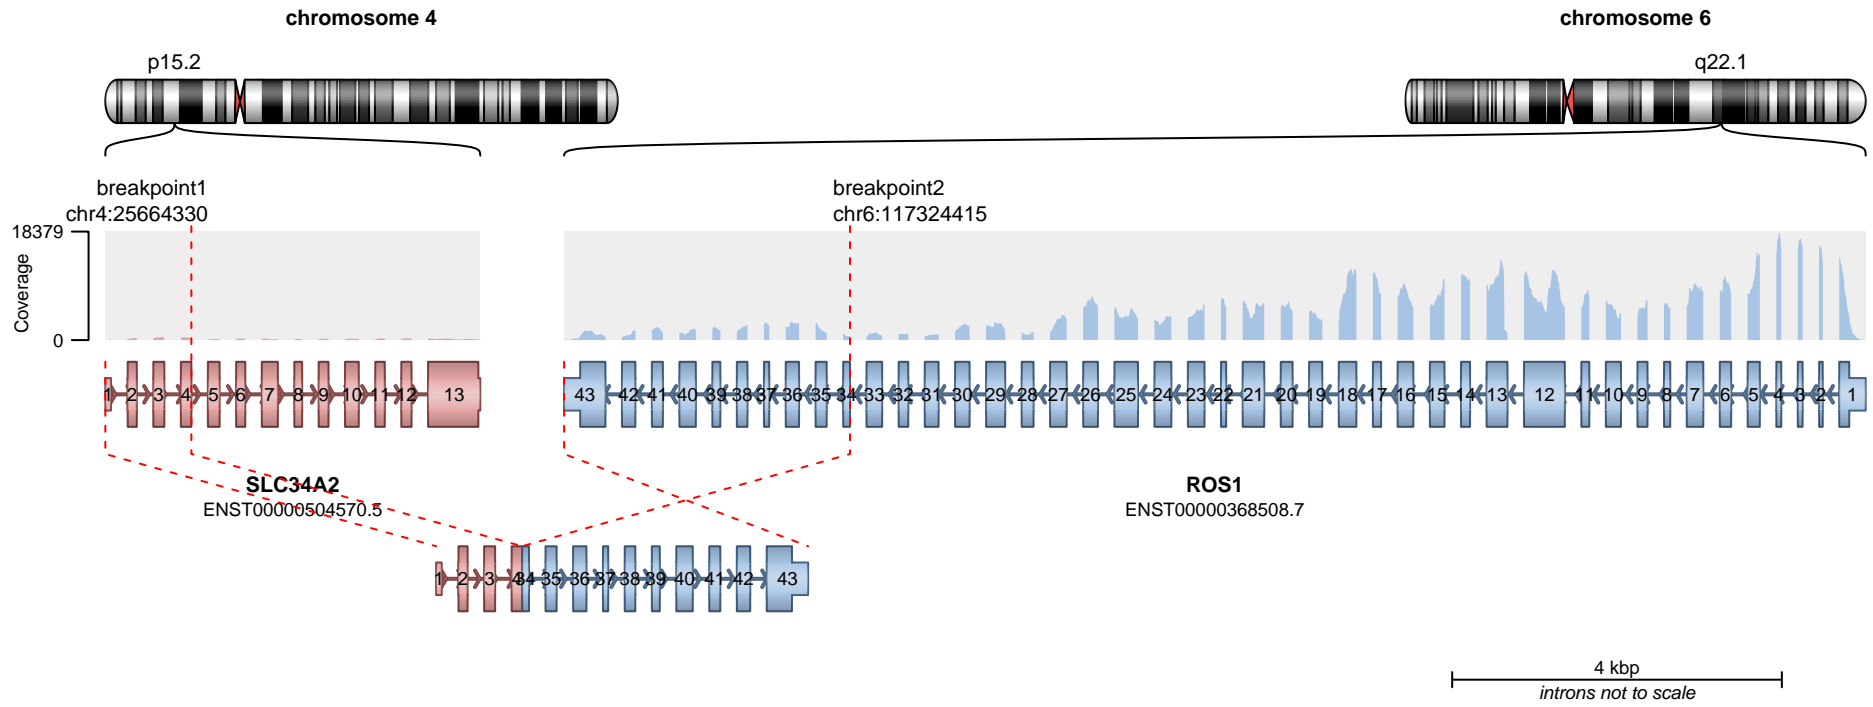 chromosome 4
chromosome 6
p15.2
q22.1
breakpoint1
chr4:25664330
breakpoint2
chr6:117324415
18379
Coverage
0
1 2 3 4 5 6 7 8 9 10 11 12 13
43 42 41 40 39 38 37 36 35 34 33 32 31 30 29 28 27 26 25 24 23 22 21 20 19 18 17 16 15 14 13 12 11 10 9 8 7 6 5 4 3 2 1
SLC34A2
ENST00000504570.5
ROS1
ENST00000368508.7
1 2 3 4 34 35 36 37 38 39 40 41 42 43
4 kbp
introns not to scale